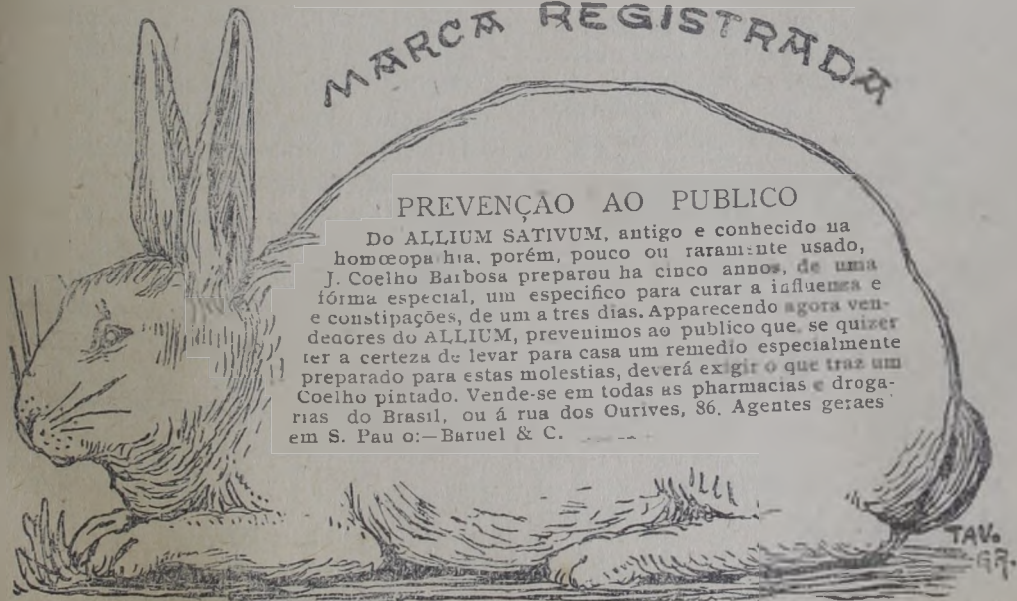 MARCA REGISTRADA
PREVENÇÃO AO PUBLICO
Do ALLIUM SATIVUM, antigo e conhecido na
homœopa hia, porém, pouco ou raramente usado,
J. Coelho Barbosa preparou ha cinco annos, de uma
fórma especial, um especifico para curar a influenza e
e constipações, de um a tres dias. Apparecendo agora ven-
dedores do ALLIUM, prevenimos ao publico que, se quizer
ter a certeza de levar para casa um remedio especialmente
preparado para estas molestias, deverá exigir o que traz um
Coelho pintado. Vende-se em todas as pharmacias e droga-
rias do Brasil, ou á rua dos Ourives, 86. Agentes geraes
em S. Pau o:—Baruel & C.
TAV.
GR.